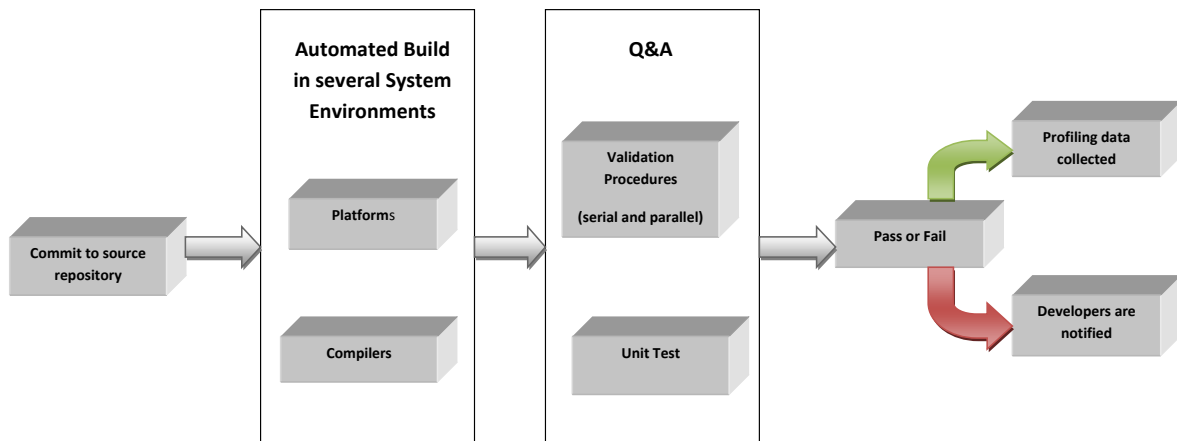 Commit to source
repository
Automated Build
in several System
Environments
Platforms
Compilers
Q&A
Validation
Procedures
(serial and parallel)
Unit Test
Pass or Fail
Profiling data
collected
Developers are
notified